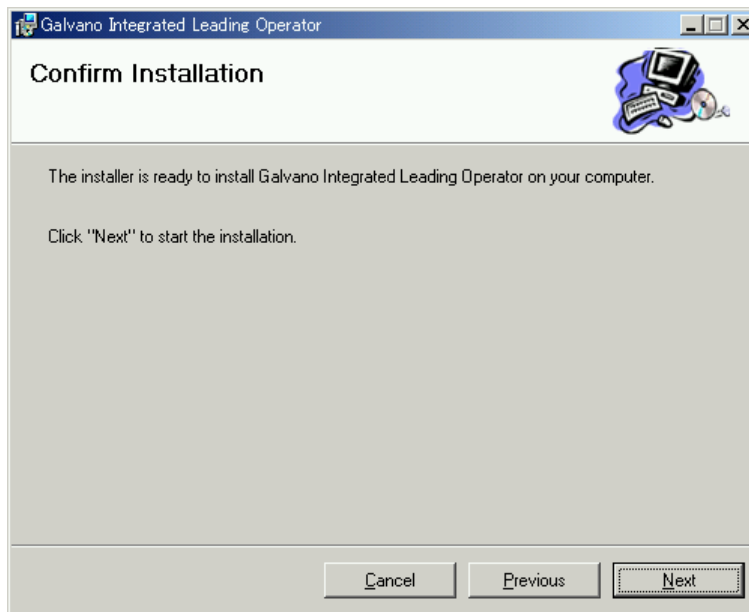 Galvano Integrated Leading Operator
Confirm Installation
The installer is ready to install Galvano Integrated Leading Operator on your computer.
Click "Next" to start the installation.
Cancel
Previous
Next